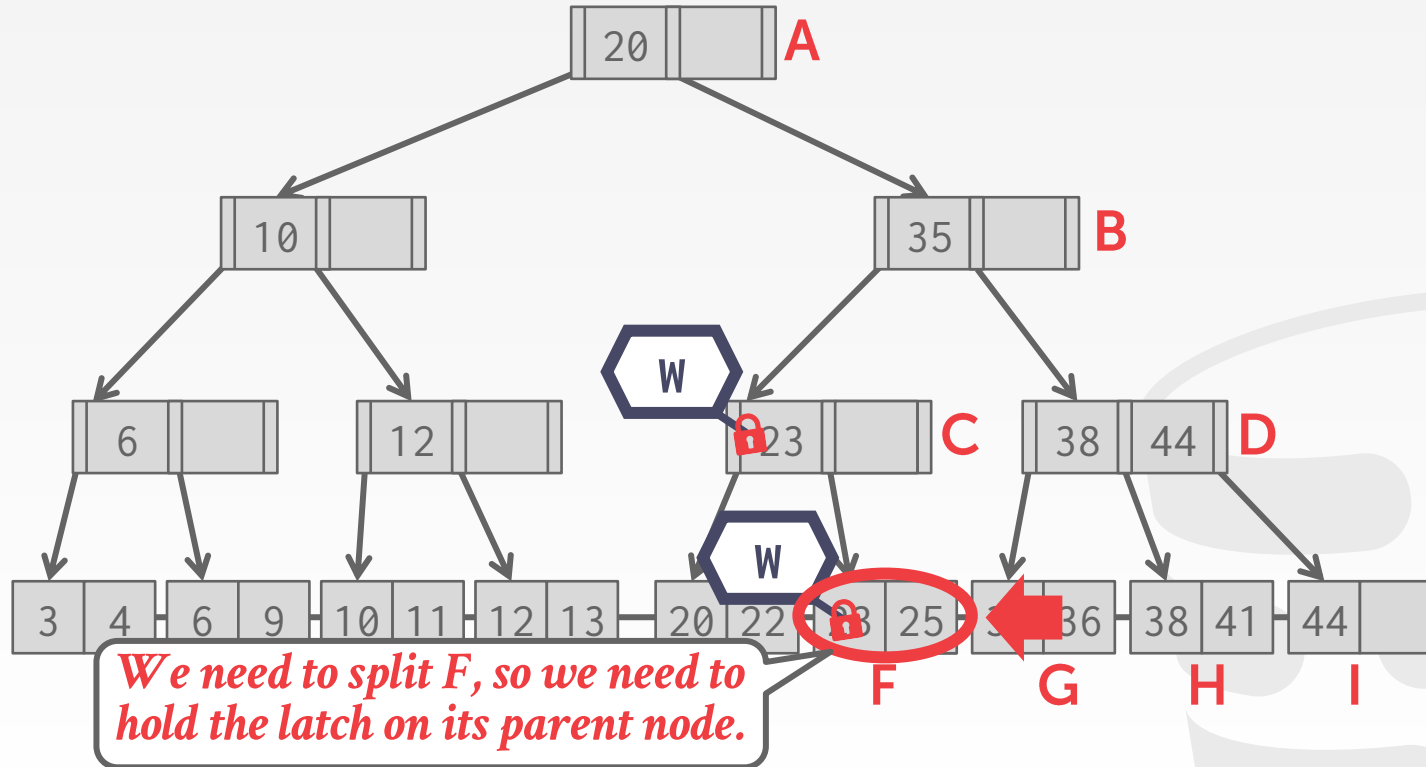 20 A
10 35 B
W
6 12 23 C 38 44 D
W
3 4 6 9 10 11 12 13 20 22 25 36 38 41 44
We need to split F, so we need to
hold the latch on its parent node.
F G H I